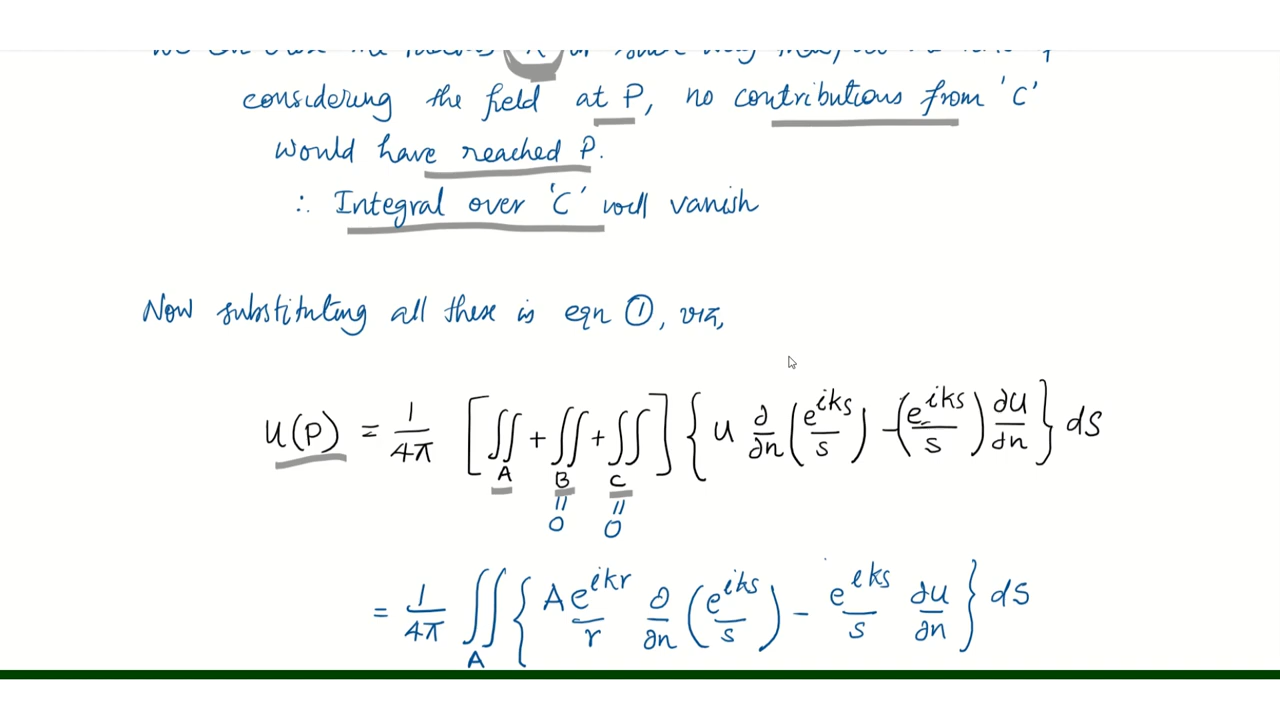 considering the field at P, no contributions from 'C'
would have reached P.
∴ Integral over 'C' will vanish
Now substituting all these is eqn ①, viz,
U(P) = 1/4π [∬_A + ∬_B + ∬_C] { U ∂/∂n (e^{iks}/s) - (e^{iks}/s) ∂U/∂n } dS
= 0 = 0
= 1/4π ∬_A { A e^{ikr}/r ∂/∂n (e^{iks}/s) - e^{iks}/s ∂U/∂n } dS